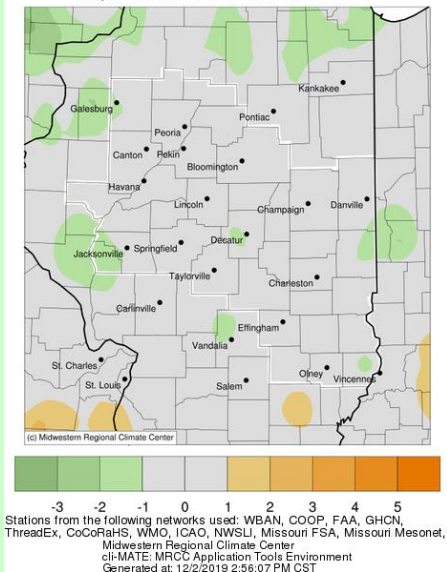 Kankakee
Galesburg
Pontiac
Peoria
Canton Pekin
Bloomington
Havana
Lincoln
Champaign Danville
Decatur
Jacksonville Springfield
Taylorville
Charleston
Carlinville
Effingham
Vandalia
St. Charles
Olney Vincennes
St. Louis
Salem
(c) Midwestern Regional Climate Center
-3 -2 -1 0 1 2 3 4 5
Stations from the following networks used: WBAN, COOP, FAA, GHCN,
ThreadEx, CoCoRaHS, WMO, ICAO, NWSLI, Missouri FSA, Missouri Mesonet,
Midwestern Regional Climate Center
cli-MATE: MRCC Application Tools Environment
Generated at: 12/2/2019 2:56:07 PM CST